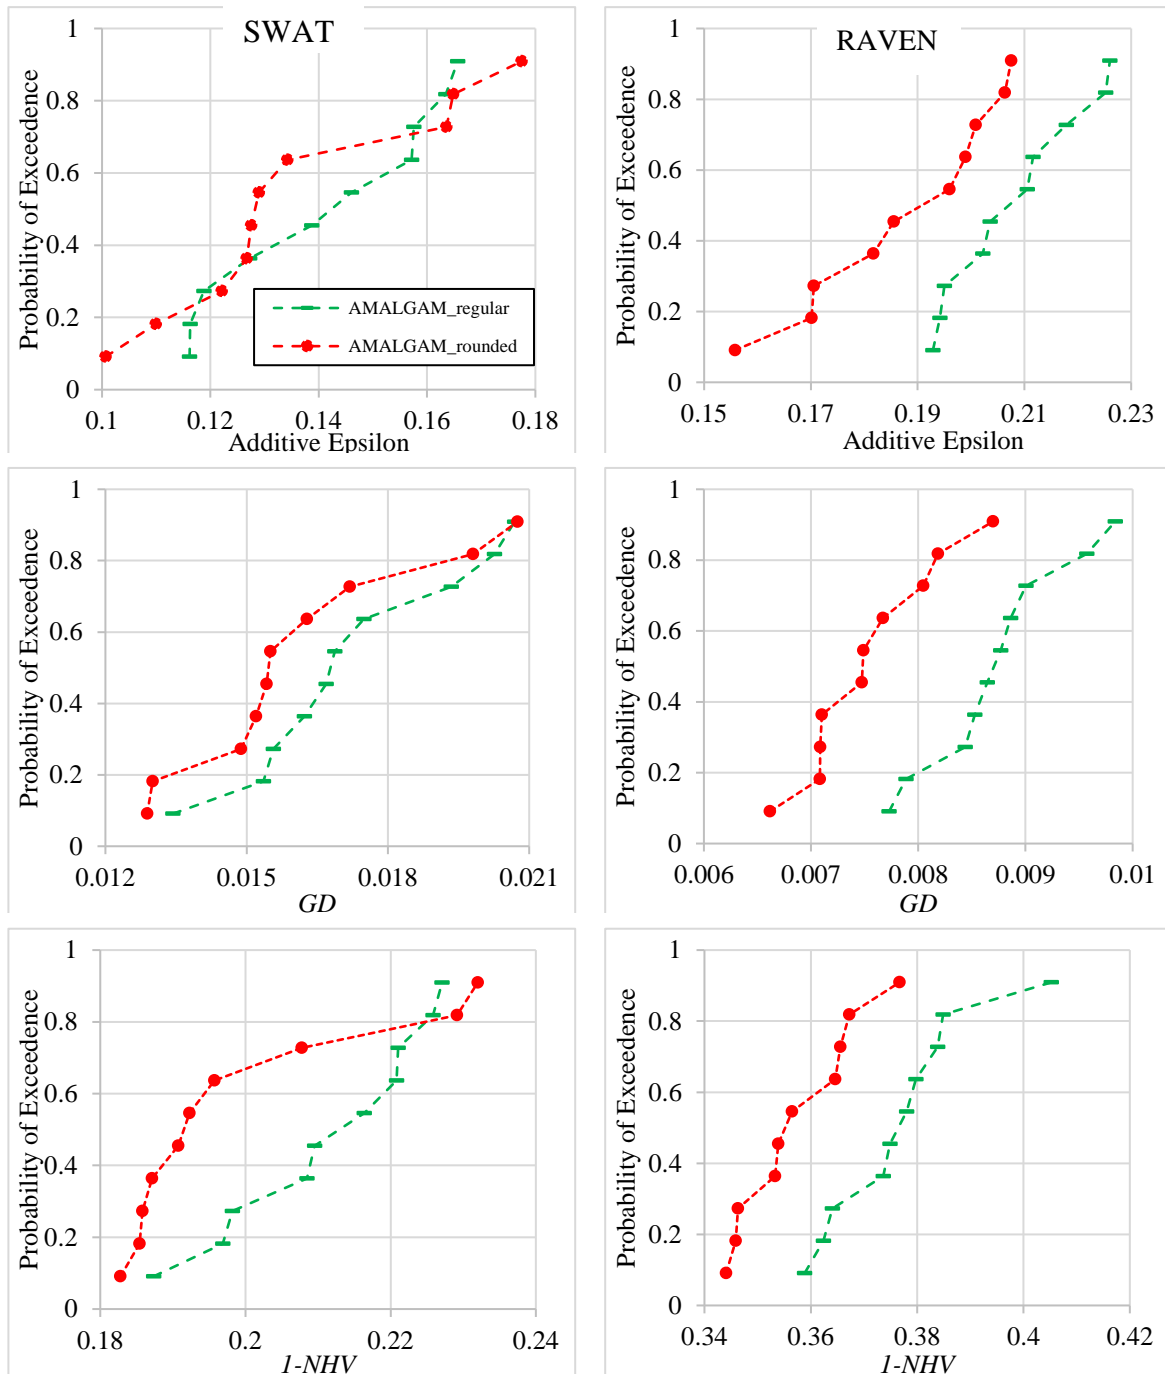 SWAT
Probability of Exceedence
1
0.8
0.6
0.4
0.2
0
AMALGAM_regular
AMALGAM_rounded
0.1 0.12 0.14 0.16 0.18
Additive Epsilon
RAVEN
Probability of Exceedence
1
0.8
0.6
0.4
0.2
0
0.15 0.17 0.19 0.21 0.23
Additive Epsilon
Probability of Exceedence
1
0.8
0.6
0.4
0.2
0
0.012 0.015 0.018 0.021
GD
Probability of Exceedence
1
0.8
0.6
0.4
0.2
0
0.006 0.007 0.008 0.009 0.01
GD
Probability of Exceedence
1
0.8
0.6
0.4
0.2
0
0.18 0.2 0.22 0.24
1-NHV
Probability of Exceedence
1
0.8
0.6
0.4
0.2
0
0.34 0.36 0.38 0.4 0.42
1-NHV